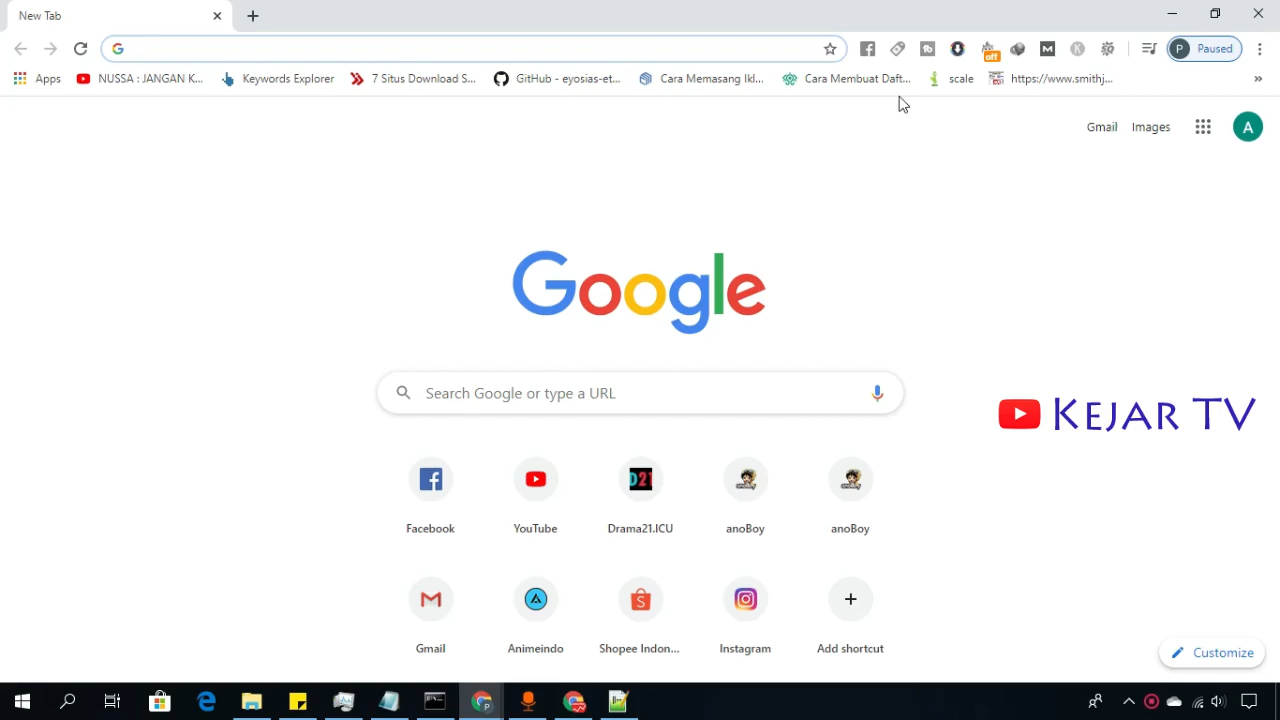 New Tab
P Paused
off
Apps
NUSSA : JANGAN K...
Keywords Explorer
7 Situs Download S...
GitHub - eyosias-et...
Cara Memasang Ikl...
Cara Membuat Daft...
scale
https://www.smithj...
Gmail
Images
A
Google
Search Google or type a URL
KEJAR TV
Facebook
YouTube
Drama21.ICU
anoBoy
anoBoy
Gmail
Animeindo
Shopee Indon...
Instagram
Add shortcut
Customize